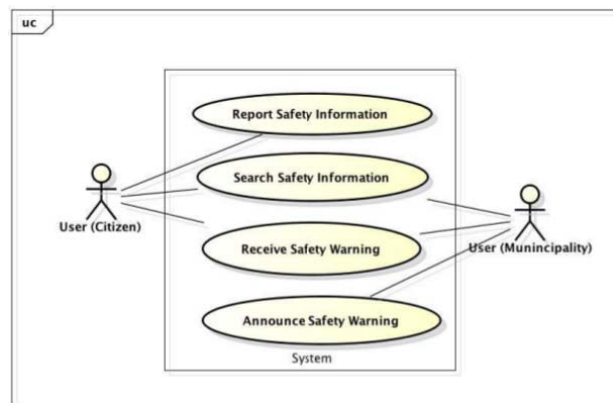 uc
Report Safety Information
Search Safety Information
User (Citizen)
Receive Safety Warning
User (Munincipality)
Announce Safety Warning
System